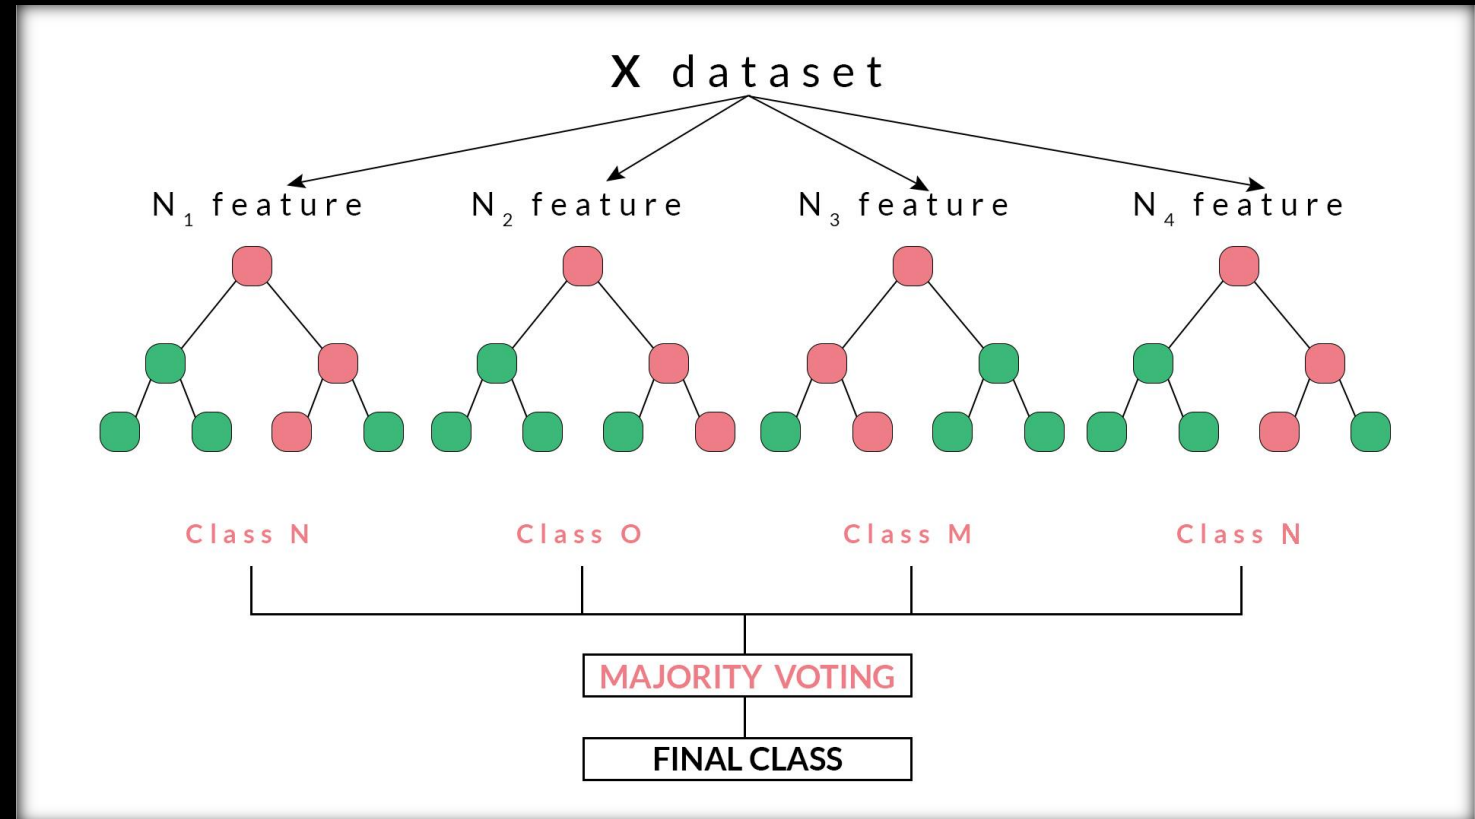 X dataset
N1 feature
N2 feature
N3 feature
N4 feature
Class N
Class O
Class M
Class N
MAJORITY VOTING
FINAL CLASS